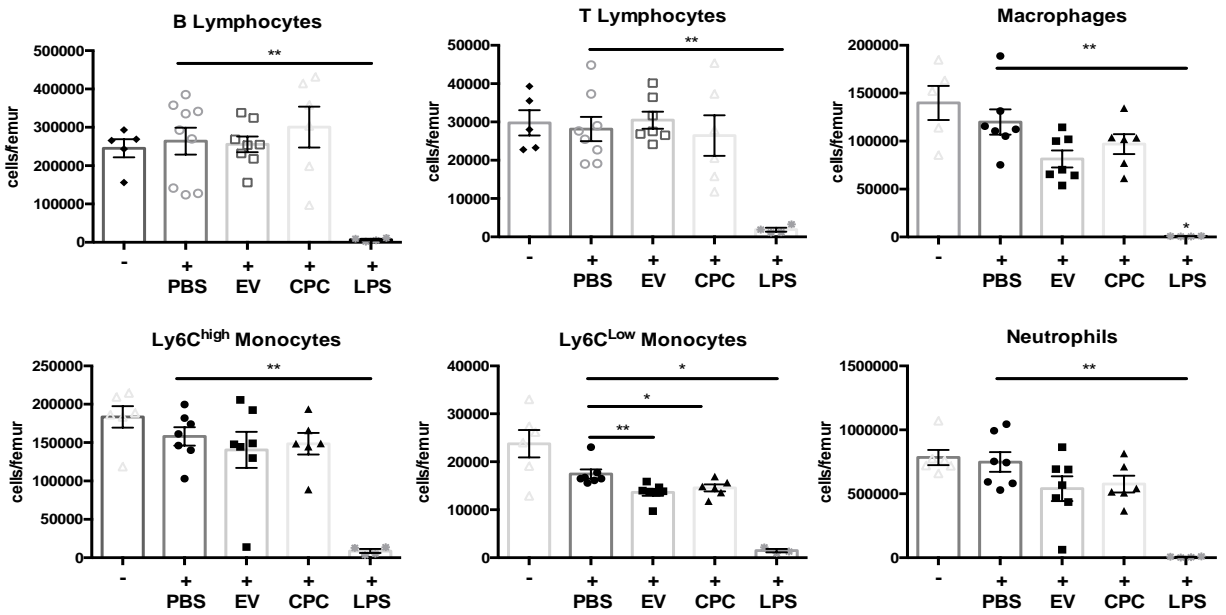 B Lymphocytes
cells/femur
500000
400000
300000
200000
100000
0
**
- + + + +
PBS EV CPC LPS
T Lymphocytes
cells/femur
50000
40000
30000
20000
10000
0
**
- + + + +
PBS EV CPC LPS
Macrophages
cells/femur
200000
150000
100000
50000
0
**
*
- + + + +
PBS EV CPC LPS
Ly6Chigh Monocytes
cells/femur
250000
200000
150000
100000
50000
0
**
- + + + +
PBS EV CPC LPS
Ly6CLow Monocytes
cells/femur
40000
30000
20000
10000
0
*
*
**
- + + + +
PBS EV CPC LPS
Neutrophils
cells/femur
1500000
1000000
500000
0
**
- + + + +
PBS EV CPC LPS